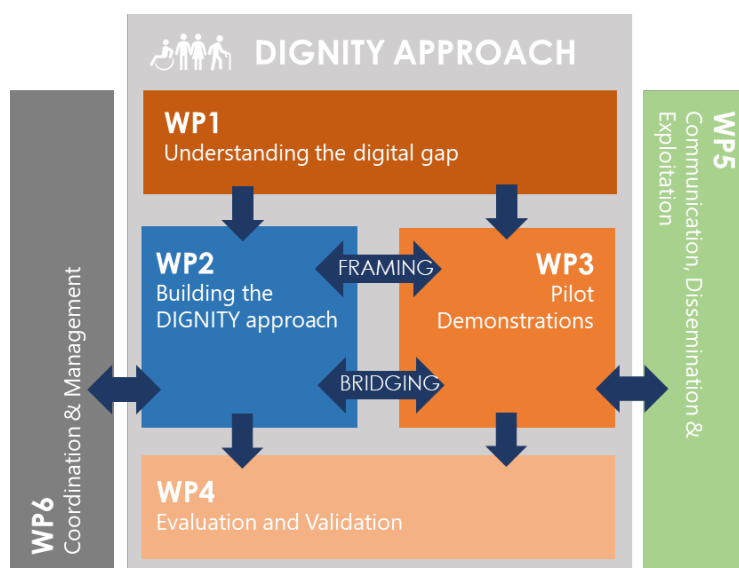 DIGNITY APPROACH
WP1
Understanding the digital gap
WP2
Building the
DIGNITY approach
FRAMING
BRIDGING
WP3
Pilot
Demonstrations
WP4
Evaluation and Validation
WP5
Communication, Dissemination &
Exploitation
WP6
Coordination & Management